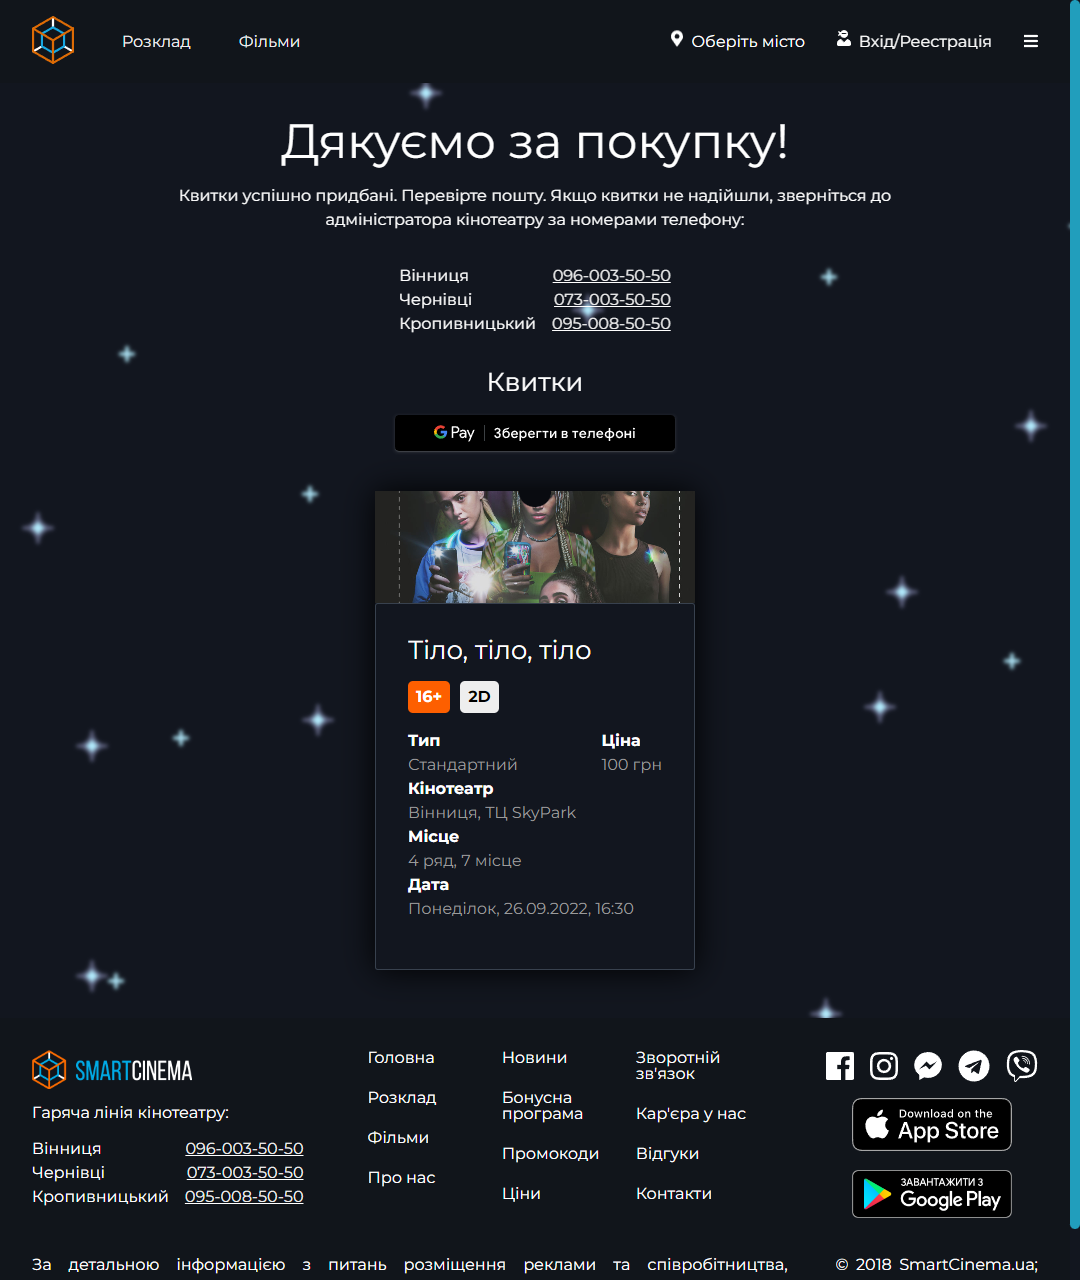 Розклад
Фільми
Оберіть місто
Вхід/Реестрація
Дякуємо за покупку!
Квитки успішно придбані. Перевірте пошту. Якщо квитки не надійшли, зверніться до
адміністратора кінотеатру за номерами телефону:
Вінниця 096-003-50-50
Чернівці 073-003-50-50
Кропивницький 095-008-50-50
Квитки
G Pay Зберегти в телефоні
Тіло, тіло, тіло
16+ 2D
Тип Ціна
Стандартний 100 грн
Кінотеатр
Вінниця, ТЦ SkyPark
Місце
4 ряд, 7 місце
Дата
Понеділок, 26.09.2022, 16:30
SMARTCINEMA
Гаряча лінія кінотеатру:
Вінниця 096-003-50-50
Чернівці 073-003-50-50
Кропивницький 095-008-50-50
Головна
Розклад
Фільми
Про нас
Новини
Бонусна
програма
Промокоди
Ціни
Зворотній
зв'язок
Кар'єра у нас
Відгуки
Контакти
Download on the
App Store
ЗАВАНТАЖИТИ З
Google Play
За детальною інформацією з питань розміщення реклами та співробітництва,
© 2018 SmartCinema.ua;